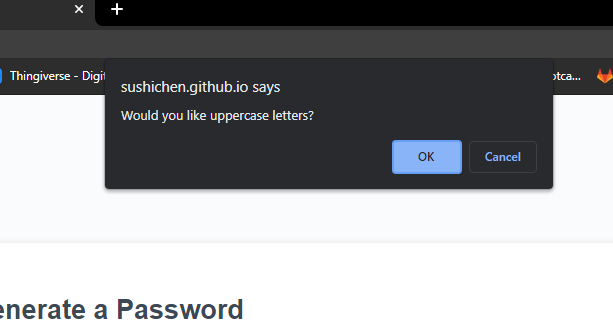 Thingiverse - Digit
otca...
sushichen.github.io says
Would you like uppercase letters?
OK
Cancel
enerate a Password